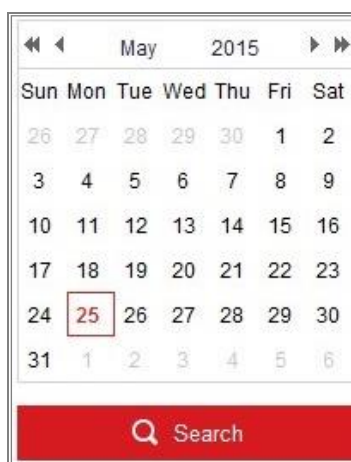 May 2015
Sun Mon Tue Wed Thu Fri Sat
26 27 28 29 30 1 2
3 4 5 6 7 8 9
10 11 12 13 14 15 16
17 18 19 20 21 22 23
24 25 26 27 28 29 30
31 1 2 3 4 5 6
Search